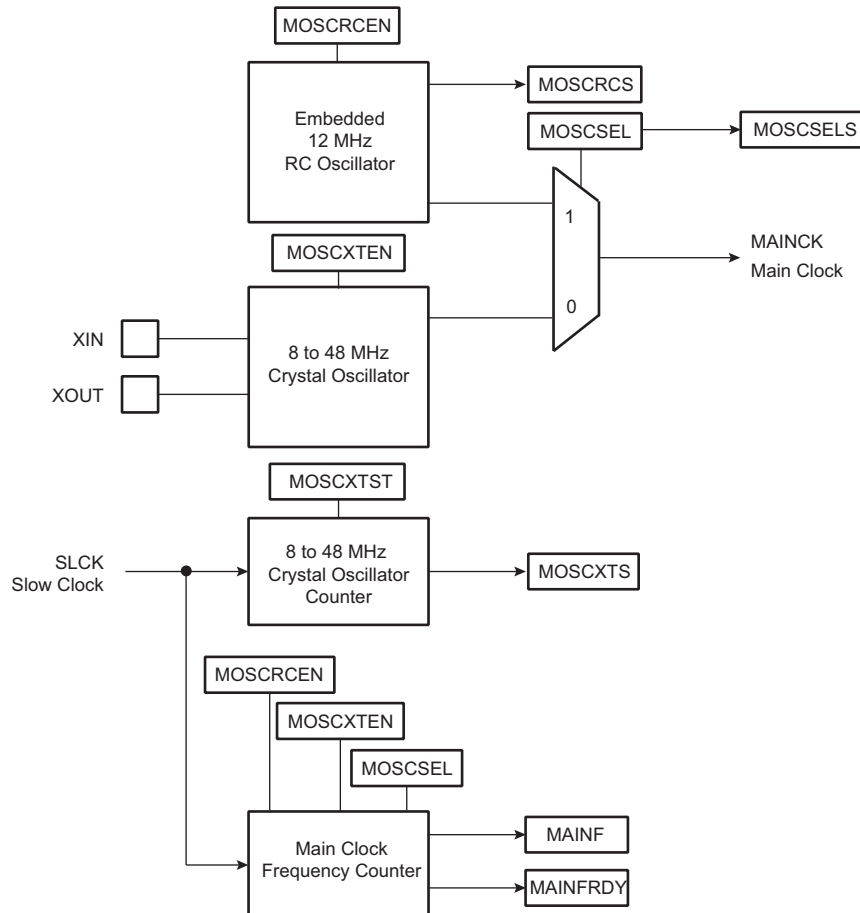 MOSCRCEN
MOSCRCS
Embedded
12 MHz
RC Oscillator
MOSCSEL
MOSCSELS
1
MOSCXTEN
MAINCK
Main Clock
0
XIN
8 to 48 MHz
Crystal Oscillator
XOUT
MOSCXTST
SLCK
Slow Clock
8 to 48 MHz
Crystal Oscillator
Counter
MOSCXTS
MOSCRCEN
MOSCXTEN
MOSCSEL
Main Clock
Frequency Counter
MAINF
MAINFRDY